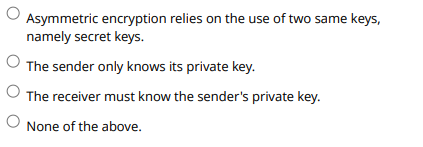 Asymmetric encryption relies on the use of two same keys,
namely secret keys.
The sender only knows its private key.
The receiver must know the sender's private key.
None of the above.